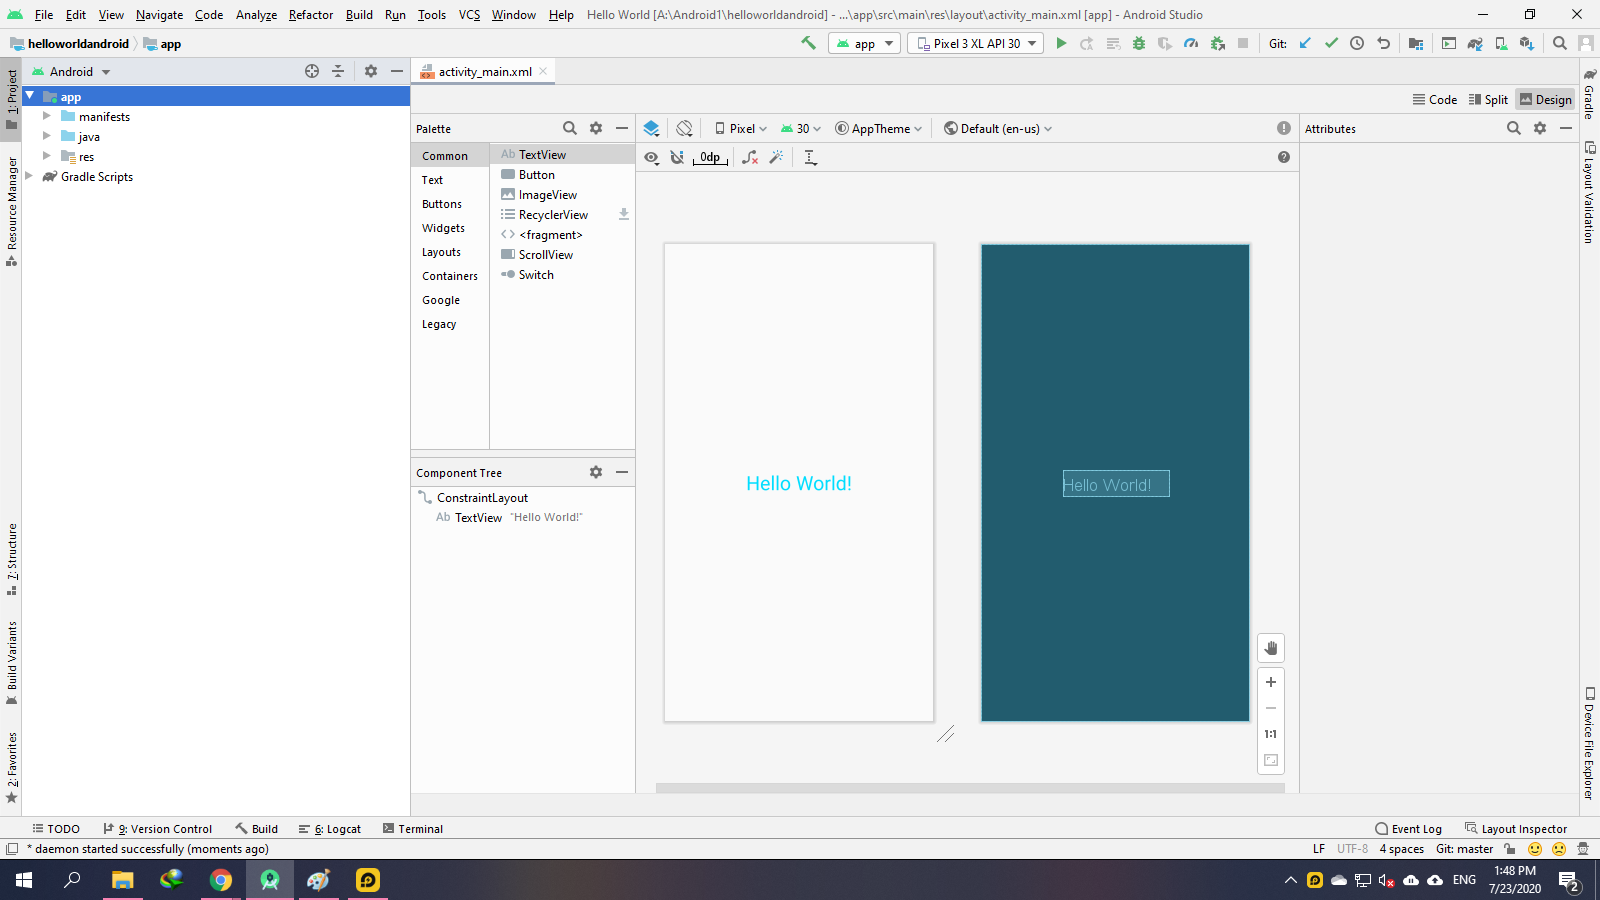 File Edit View Navigate Code Analyze Refactor Build Run Tools VCS Window Help Hello World [A:\Android1\helloworldandroid] - ...\app\src\main\res\layout\activity_main.xml [app] - Android Studio
helloworldandroid app
app Pixel 3 XL API 30 Git:
1: Project
Resource Manager
7: Structure
Build Variants
2: Favorites
Android
app
manifests
java
res
Gradle Scripts
activity_main.xml
Code Split Design
Palette
Common
Text
Buttons
Widgets
Layouts
Containers
Google
Legacy
Ab TextView
Button
ImageView
RecyclerView
<fragment>
ScrollView
Switch
Component Tree
ConstraintLayout
Ab TextView "Hello World!"
Pixel 30 AppTheme Default (en-us)
0dp
Hello World!
Hello World!
1:1
Attributes
Gradle
Layout Validation
Device File Explorer
TODO 9: Version Control Build 6: Logcat Terminal Event Log Layout Inspector
* daemon started successfully (moments ago) LF UTF-8 4 spaces Git: master
ENG
1:48 PM
7/23/2020
2